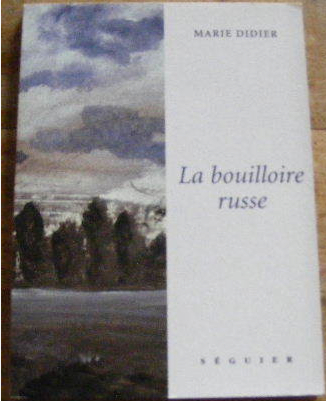 MARIE DIDIER
La bouilloire
russe
SÉGUIER